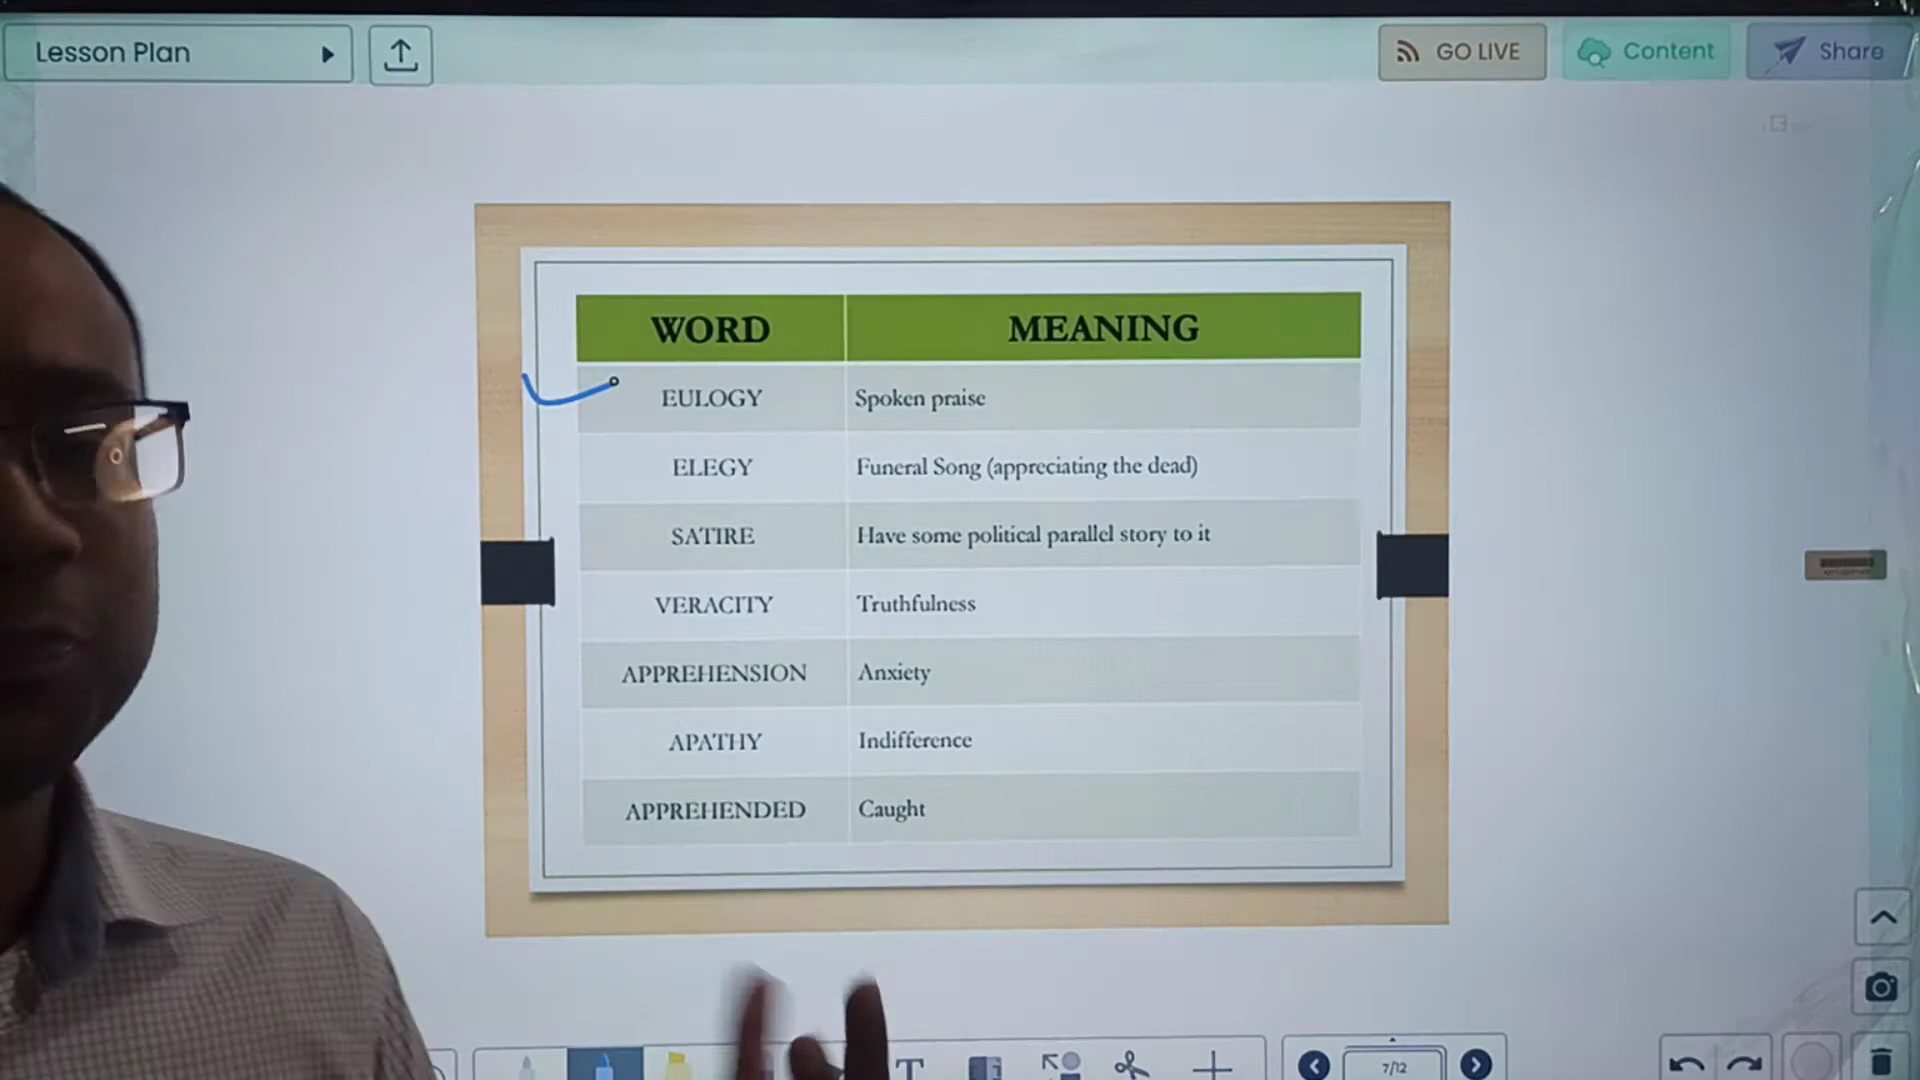 Lesson Plan
GO LIVE
Content
Share
WORD MEANING
EULOGY Spoken praise
ELEGY Funeral Song (appreciating the dead)
SATIRE Have some political parallel story to it
VERACITY Truthfulness
APPREHENSION Anxiety
APATHY Indifference
APPREHENDED Caught
7/12